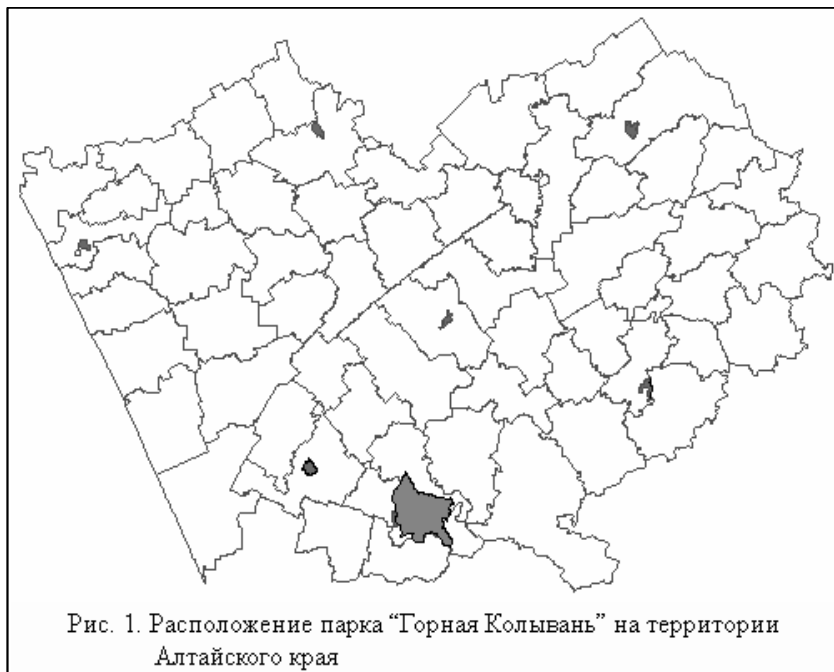 Рис. 1. Расположение парка “Горная Колывань” на территории
Алтайского края